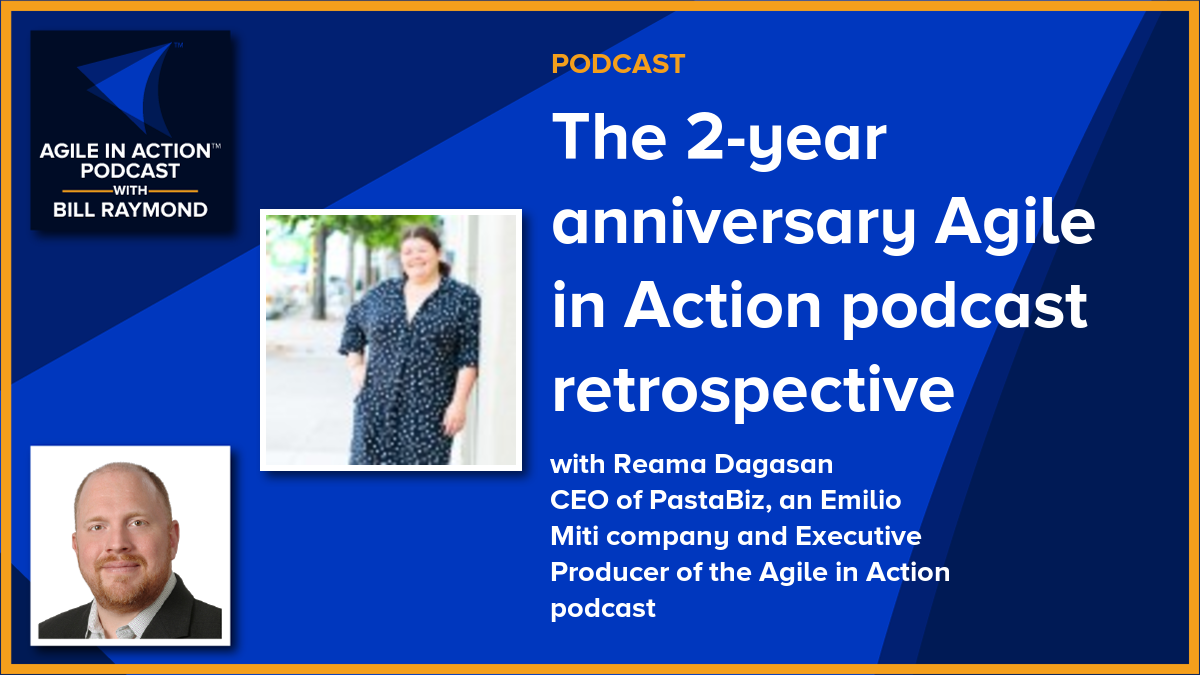 AGILE IN ACTION™
PODCAST
WITH
BILL RAYMOND
PODCAST
The 2-year
anniversary Agile
in Action podcast
retrospective
with Reama Dagasan
CEO of PastaBiz, an Emilio
Miti company and Executive
Producer of the Agile in Action
podcast